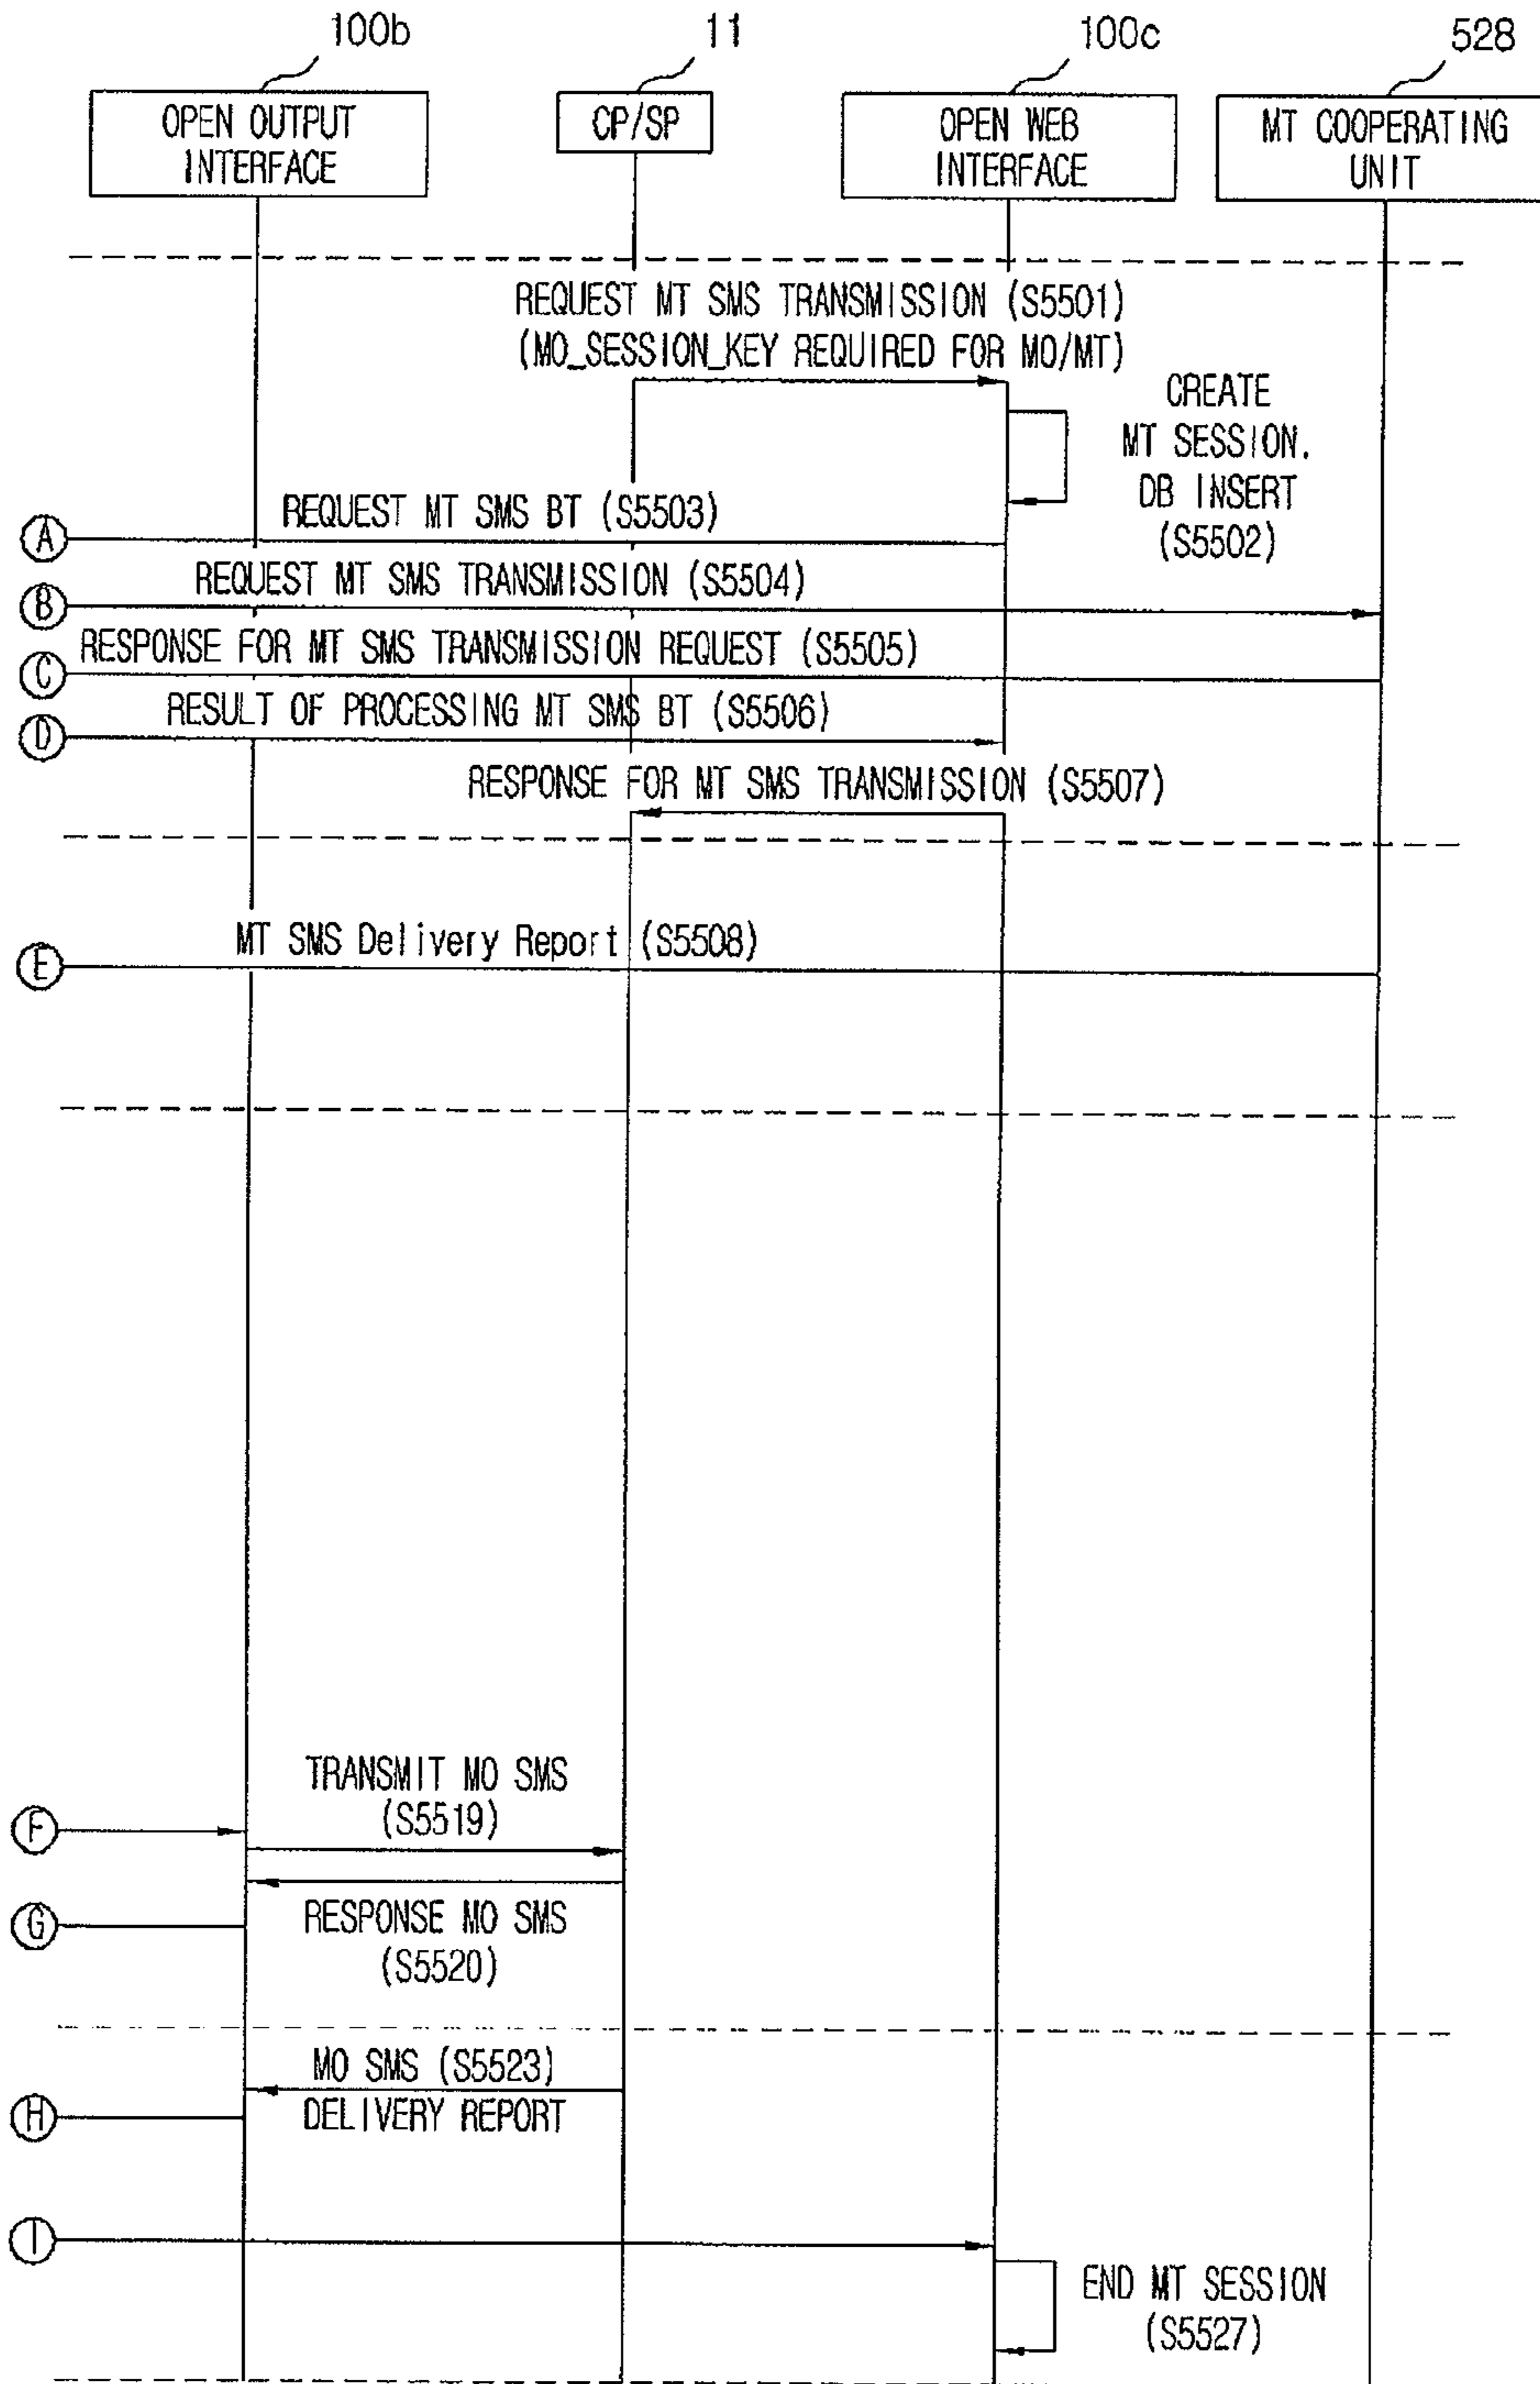 100b
11
100c
528
OPEN OUTPUT
INTERFACE
CP/SP
OPEN WEB
INTERFACE
MT COOPERATING
UNIT
REQUEST MT SMS TRANSMISSION (S5501)
(MO_SESSION_KEY REQUIRED FOR MO/MT)
CREATE
MT SESSION.
DB INSERT
(S5502)
REQUEST MT SMS BT (S5503)
A
REQUEST MT SMS TRANSMISSION (S5504)
B
RESPONSE FOR MT SMS TRANSMISSION REQUEST (S5505)
C
RESULT OF PROCESSING MT SMS BT (S5506)
D
RESPONSE FOR MT SMS TRANSMISSION (S5507)
MT SMS Delivery Report (S5508)
E
TRANSMIT MO SMS
(S5519)
F
RESPONSE MO SMS
(S5520)
G
MO SMS (S5523)
DELIVERY REPORT
H
I
END MT SESSION
(S5527)